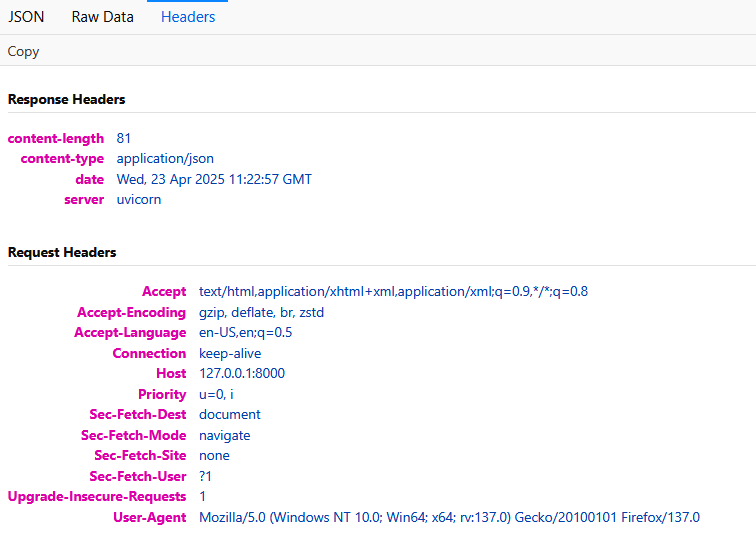 JSON Raw Data Headers
Copy
Response Headers
content-length 81
content-type application/json
date Wed, 23 Apr 2025 11:22:57 GMT
server uvicorn
Request Headers
Accept text/html,application/xhtml+xml,application/xml;q=0.9,*/*;q=0.8
Accept-Encoding gzip, deflate, br, zstd
Accept-Language en-US,en;q=0.5
Connection keep-alive
Host 127.0.0.1:8000
Priority u=0, i
Sec-Fetch-Dest document
Sec-Fetch-Mode navigate
Sec-Fetch-Site none
Sec-Fetch-User ?1
Upgrade-Insecure-Requests 1
User-Agent Mozilla/5.0 (Windows NT 10.0; Win64; x64; rv:137.0) Gecko/20100101 Firefox/137.0